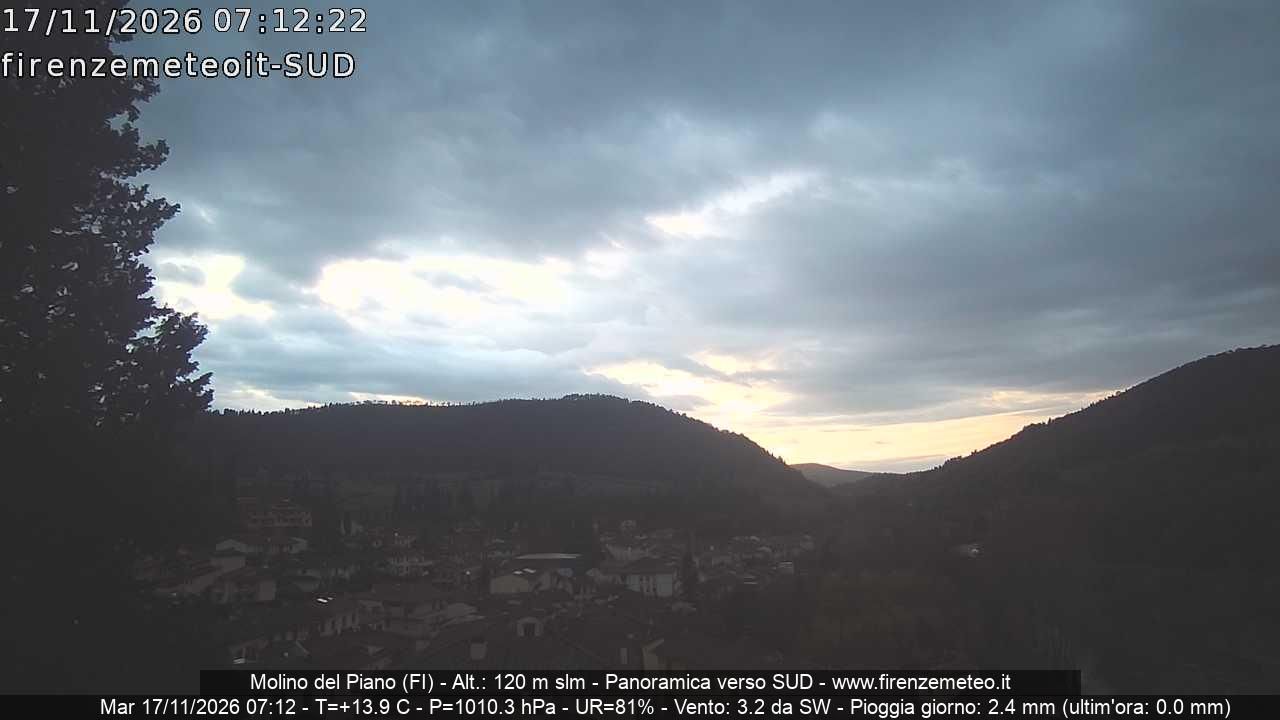 17/11/2026 07:12:22
firenzemeteoit-SUD
Molino del Piano (FI) - Alt.: 120 m slm - Panoramica verso SUD - www.firenzemeteo.it
Mar 17/11/2026 07:12 - T=+13.9 C - P=1010.3 hPa - UR=81% - Vento: 3.2 da SW - Pioggia giorno: 2.4 mm (ultim'ora: 0.0 mm)